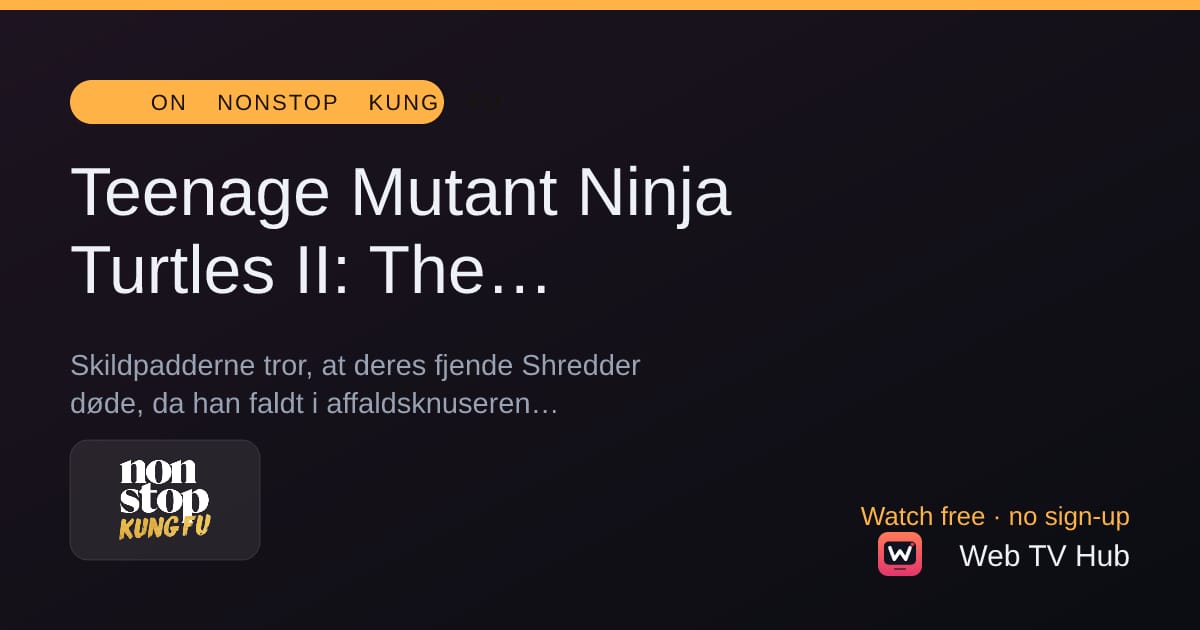 ON NONSTOP KUNG FU
Teenage Mutant Ninja
Turtles II: The…
Skildpadderne tror, at deres fjende Shredder
døde, da han faldt i affaldsknuseren…
non
stop
KUNG FU
Watch free · no sign-up
W
Web TV Hub